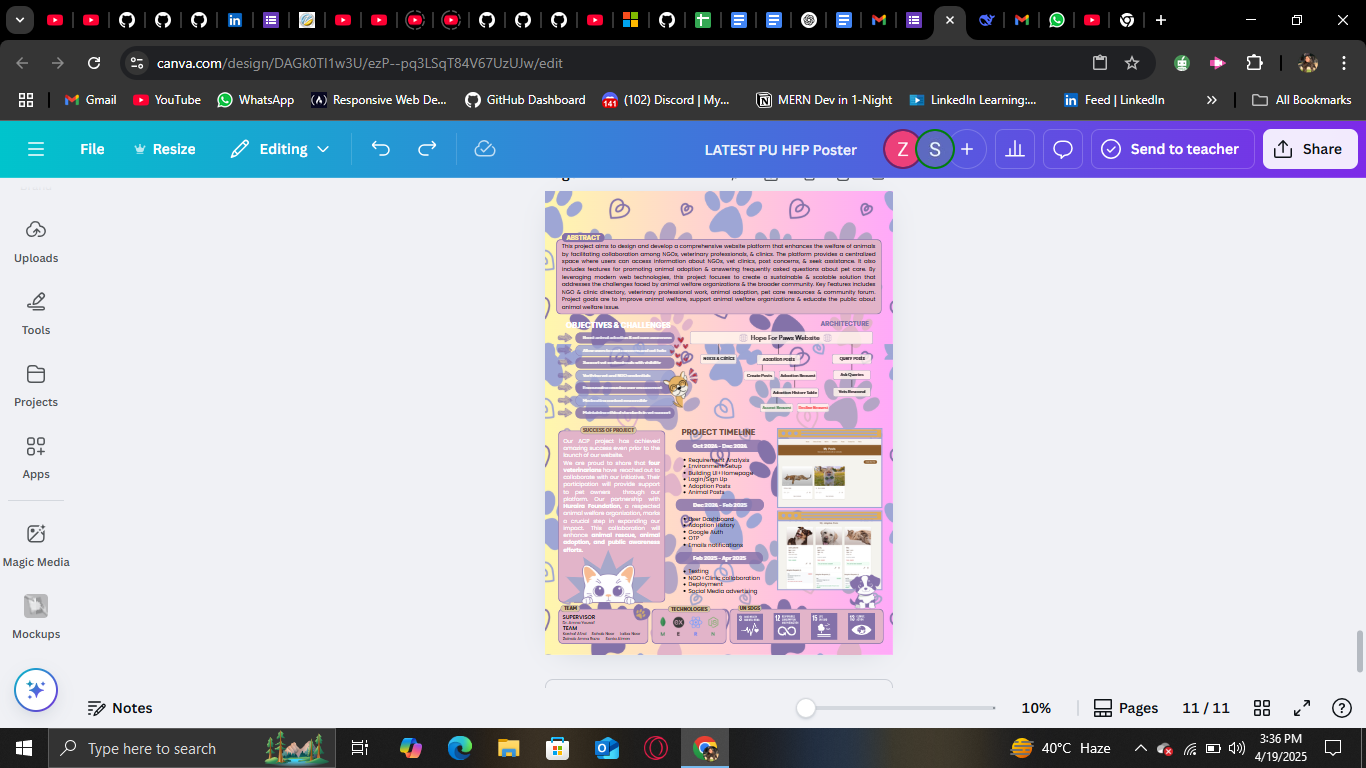 canva.com/design/DAGk0TI1w3U/ezP--pq3LSqT84V67UzUJw/edit
Gmail
YouTube
WhatsApp
Responsive Web De...
GitHub Dashboard
(102) Discord | My...
MERN Dev in 1-Night
LinkedIn Learning:...
Feed | LinkedIn
All Bookmarks
File
Resize
Editing
LATEST PU HFP Poster
Z
S
Send to teacher
Share
Uploads
Tools
Projects
Apps
Magic Media
Mockups
ABSTRACT
This project aims to design and develop a comprehensive website platform that enhances the welfare of animals
by facilitating collaboration among NGOs, veterinary professionals, & clinics. The platform provides a centralized
space where users can access information about NGOs, vet clinics, post concerns, & seek assistance. It also
includes features for promoting animal adoption & answering frequently asked questions about pet care. By
leveraging modern web technologies, this project focuses to create a sustainable & scalable solution that
addresses the challenges faced by animal welfare organizations & the broader community. Key Features includes
NGO & clinic directory, veterinary professional work, animal adoption, pet care resources & community forum.
Project goals are to improve animal welfare, support animal welfare organizations & educate the public about
animal welfare issue.
OBJECTIVES & CHALLENGES
ARCHITECTURE
Hope For Paws Website
NGOS & CLINICS
ADOPTION POSTS
QUERY POSTS
Create Posts
Adoption Request
Ask Queries
Adoption History Table
Vets Respond
SUCCESS OF PROJECT
Our ACP project has achieved
amazing success even prior to the
launch of our website.
We are proud to share that four
veterinarians have reached out to
collaborate with our initiative. Their
participation will provide support
to pet owners through our
platform. Our partnership with
Humaira Foundation, a respected
animal welfare organisation, marks
a crucial step in expanding our
impact. This collaboration will
enhance animal rescue, animal
adoption, and public awareness
efforts.
PROJECT TIMELINE
Oct 2024 - Dec 2024
Requirement Analysis
Environment Setup
Building UI+Homepage
Login/Sign Up
Adoption Posts
Animal Posts
Dec 2024 - Feb 2025
User Dashboard
Adoption History
Google Auth
OTP
Emails notifications
Feb 2025 - Apr 2025
Testing
NGO+Clinic collaboration
Deployment
Social Media advertising
TEAM
SUPERVISOR
TEAM
TECHNOLOGIES
M E R N
UN SDGS
Notes
10%
Pages
11 / 11
Type here to search
40°C Haze
3:36 PM
4/19/2025